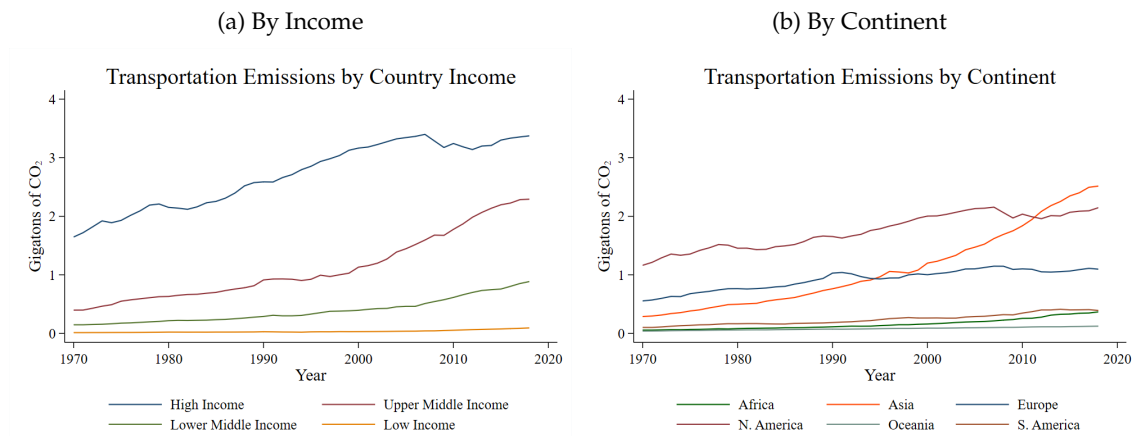 (a) By Income
Transportation Emissions by Country Income
Gigatons of CO₂
4
3
2
1
0
1970 1980 1990 2000 2010 2020
Year
High Income Upper Middle Income
Lower Middle Income Low Income
(b) By Continent
Transportation Emissions by Continent
Gigatons of CO₂
4
3
2
1
0
1970 1980 1990 2000 2010 2020
Year
Africa Asia Europe
N. America Oceania S. America